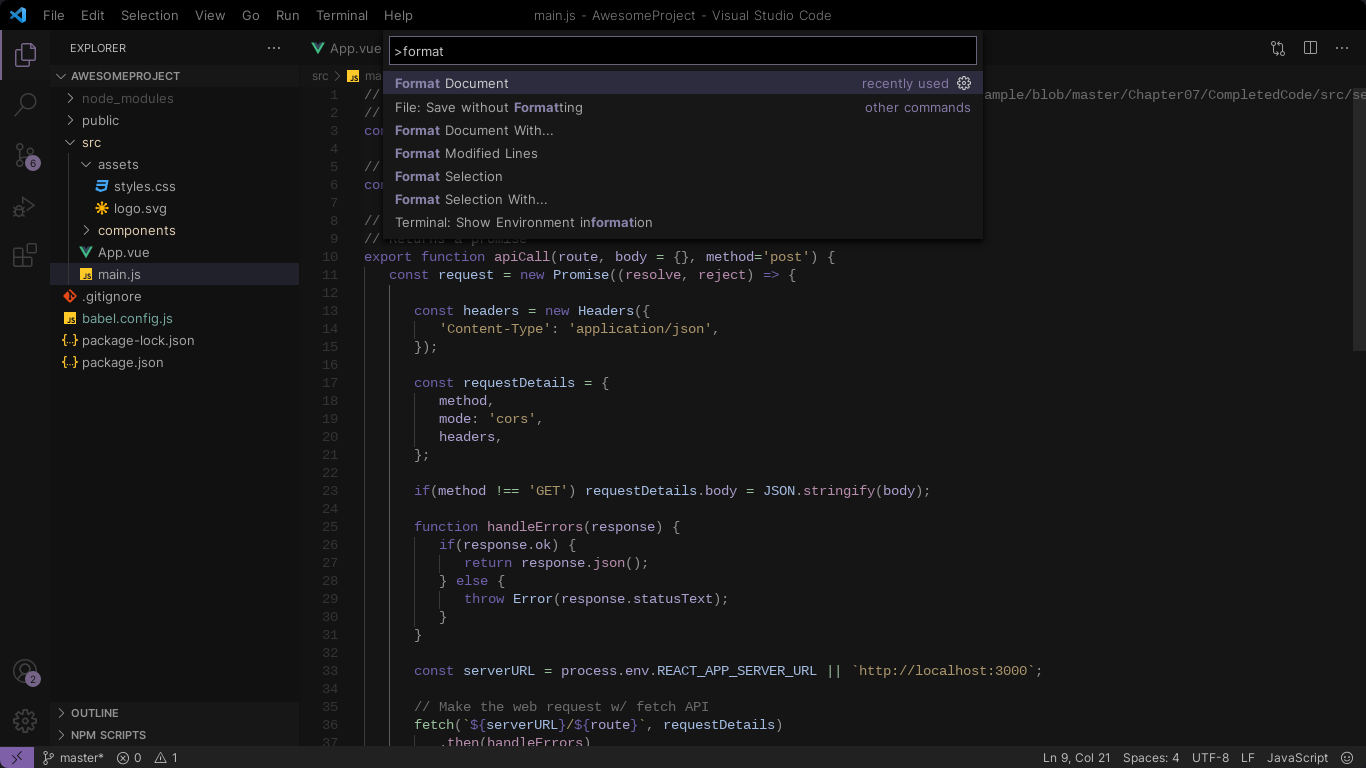 File Edit Selection View Go Run Terminal Help
main.js - AwesomeProject - Visual Studio Code
EXPLORER
AWESOMEPROJECT
node_modules
public
src
assets
styles.css
logo.svg
components
App.vue
main.js
.gitignore
babel.config.js
package-lock.json
package.json
OUTLINE
NPM SCRIPTS
6
2
App.vue
>format
Format Document recently used
File: Save without Formatting other commands
Format Document With...
Format Modified Lines
Format Selection
Format Selection With...
Terminal: Show Environment information
src JS
1 //
2 //
3
4
5 //
6
7
8 //
9 // Returns a promise
10 export function apiCall(route, body = {}, method='post') {
11 const request = new Promise((resolve, reject) => {
12
13 const headers = new Headers({
14 'Content-Type': 'application/json',
15 });
16
17 const requestDetails = {
18 method,
19 mode: 'cors',
20 headers,
21 };
22
23 if(method !== 'GET') requestDetails.body = JSON.stringify(body);
24
25 function handleErrors(response) {
26 if(response.ok) {
27 return response.json();
28 } else {
29 throw Error(response.statusText);
30 }
31 }
32
33 const serverURL = process.env.REACT_APP_SERVER_URL || `http://localhost:3000`;
34
35 // Make the web request w/ fetch API
36 fetch(`${serverURL}/${route}`, requestDetails)
37 .then(handleErrors)
master* 0 1
Ln 9, Col 21 Spaces: 4 UTF-8 LF JavaScript